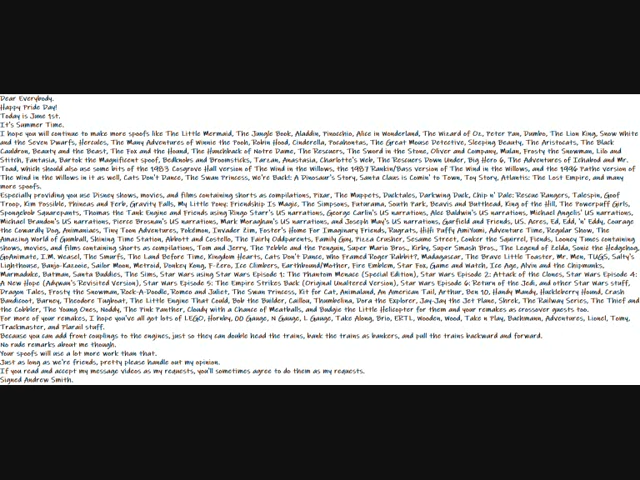 Dear Everybody,
Happy Pride Day!
Today is June 1st.
It's Summer Time.
I hope you will continue to make more spoofs like The Little Mermaid, The Jungle Book, Aladdin, Pinocchio, Alice in Wonderland, The Wizard of Oz, Peter Pan, Dumbo, The Lion King, Snow White
and the Seven Dwarfs, Hercules, The Many Adventures of Winnie the Pooh, Robin Hood, Cinderella, Pocahontas, The Great Mouse Detective, Sleeping Beauty, The Aristocats, The Black
Cauldron, Beauty and the Beast, The Fox and the Hound, The Hunchback of Notre Dame, The Rescuers, The Sword in the Stone, Oliver and Company, Mulan, Frosty the Snowman, Lilo and
Stitch, Fantasia, Bartok the Magnificent spoof, Bedknobs and Broomsticks, Tarzan, Anastasia, Charlotte's Web, The Rescuers Down Under, Big Hero 6, The Adventures of Ichabod and Mr.
Toad, which should also use some bits of the 1983 Cosgrove Hall version of The Wind in the Willows, the 1987 Rankin/Bass version of The Wind in the Willows, and the 1996 Pathe version of
The Wind in the Willows in it as well, Cats Don't Dance, The Swan Princess, We're Back!: A Dinosaur's Story, Santa Claus is Comin' to Town, Toy Story, Atlantis: The Lost Empire, and many
more spoofs.
Especially providing you use Disney shows, movies, and films containing shorts as compilations, Pixar, The Muppets, Ducktales, Darkwing Duck, Chip n' Dale: Rescue Rangers, Talespin, Goof
Troop, Kim Possible, Phineas and Ferb, Gravity Falls, My Little Pony: Friendship Is Magic, The Simpsons, Futurama, South Park, Beavis and Butthead, King of the Hill, The Powerpuff Girls,
Spongebob Squarepants, Thomas the Tank Engine and Friends using Ringo Starr's US narrations, George Carlin's US narrations, Alec Baldwin's US narrations, Michael Angelis' US narrations,
Michael Brandon's US narrations, Pierce Brosnan's US narrations, Mark Moraghan's US narrations, and Joseph May's US narrations, Garfield and Friends, US. Acres, Ed, Edd, 'n' Eddy, Courage
the Cowardly Dog, Animaniacs, Tiny Toon Adventures, Pokémon, Invader Zim, Foster's Home For Imaginary Friends, Rugrats, HiHi Puffy AmiYumi, Adventure Time, Regular Show, The
Amazing World of Gumball, Shining Time Station, Abbott and Costello, The Fairly Oddparents, Family Guy, Pizza Crusher, Sesame Street, Conker the Squirrel, Fiends, Looney Tunes containing
shows, movies, and films containing shorts as compilations, Tom and Jerry, The Pebble and the Penguin, Super Mario Bros., Kirby, Super Smash Bros., The Legend of Zelda, Sonic the Hedgehog,
GoAnimate, I.M. Weasel, The Smurfs, The Land Before Time, Kingdom Hearts, Cats Don't Dance, Who Framed Roger Rabbit?, Madagascar, The Brave Little Toaster, Mr. Men, TUGS, Salty's
Lighthouse, Banjo-Kazooie, Sailor Moon, Metroid, Donkey Kong, F-Zero, Ice Climbers, Earthbound/Mother, Fire Emblem, Star Fox, Game and Watch, Ice Age, Alvin and the Chipmunks,
Marmaduke, Batman, Santa Buddies, The Sims, Star Wars using Star Wars Episode 1: The Phantom Menace (Special Edition), Star Wars Episode 2: Attack of the Clones, Star Wars Episode 4:
A New Hope (Adywan's Revisited Version), Star Wars Episode 5: The Empire Strikes Back (Original Unaltered Version), Star Wars Episode 6: Return of the Jedi, and other Star Wars stuff,
Dragon Tales, Frosty the Snowman, Rock-A-Doodle, Romeo and Juliet, The Swan Princess, Kit for Cat, Animaland, An American Tail, Arthur, Ben 10, Handy Mandy, Huckleberry Hound, Crash
Bandicoot, Barney, Theodore Tugboat, The Little Engine That Could, Bob the Builder, Caillou, Thumbelina, Dora the Explorer, Jay-Jay the Jet Plane, Shrek, The Railway Series, The Thief and
the Cobbler, The Young Ones, Noddy, The Pink Panther, Cloudy with a Chance of Meatballs, and Budgie the Little Helicopter for them and your remakes as crossover guests too.
For more of your remakes, I hope you've all got lots of LEGO, Hornby, OO Gauge, N Gauge, L Gauge, Take Along, Brio, ERTL, Wooden, Wood, Take n Play, Bachmann, Adventures, Lionel, Tomy,
Trackmaster, and Plarail stuff.
Because you can add front couplings to the engines, just so they can double head the trains, bank the trains as bankers, and pull the trains backward and forward.
No rude remarks about me though.
Your spoofs will use a lot more work than that.
Just as long as we're friends, pretty please handle out my opinion.
If you read and accept my message videos as my requests, you'll sometimes agree to do them as my requests.
Signed Andrew Smith.